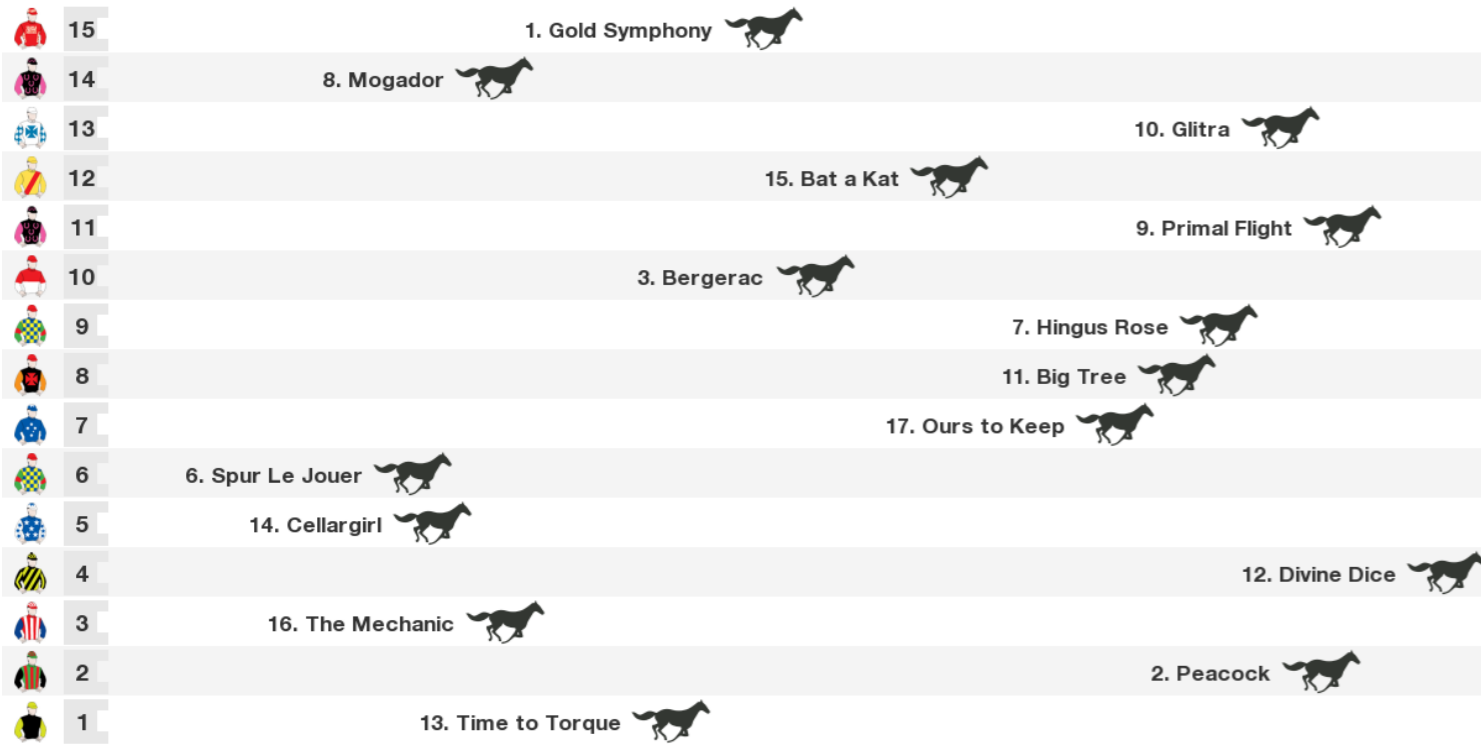 15 1. Gold Symphony
14 8. Mogador
13 10. Glitra
12 15. Bat a Kat
11 9. Primal Flight
10 3. Bergerac
9 7. Hingus Rose
8 11. Big Tree
7 17. Ours to Keep
6 6. Spur Le Jouer
5 14. Cellargirl
4 12. Divine Dice
3 16. The Mechanic
2 2. Peacock
1 13. Time to Torque